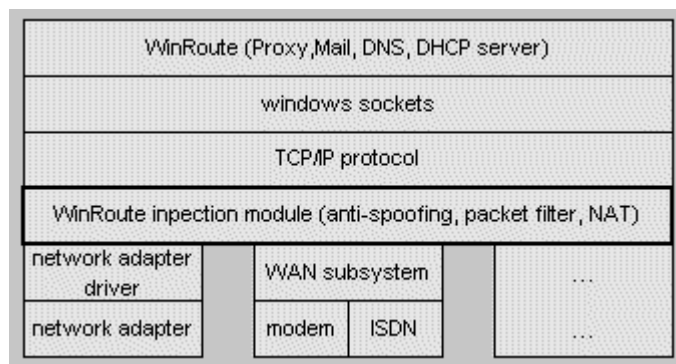 WinRoute (Proxy,Mail, DNS, DHCP server)
windows sockets
TCP/IP protocol
WinRoute inpection module (anti-spoofing, packet filter, NAT)
network adapter
driver
WAN subsystem
...
network adapter
modem
ISDN
...